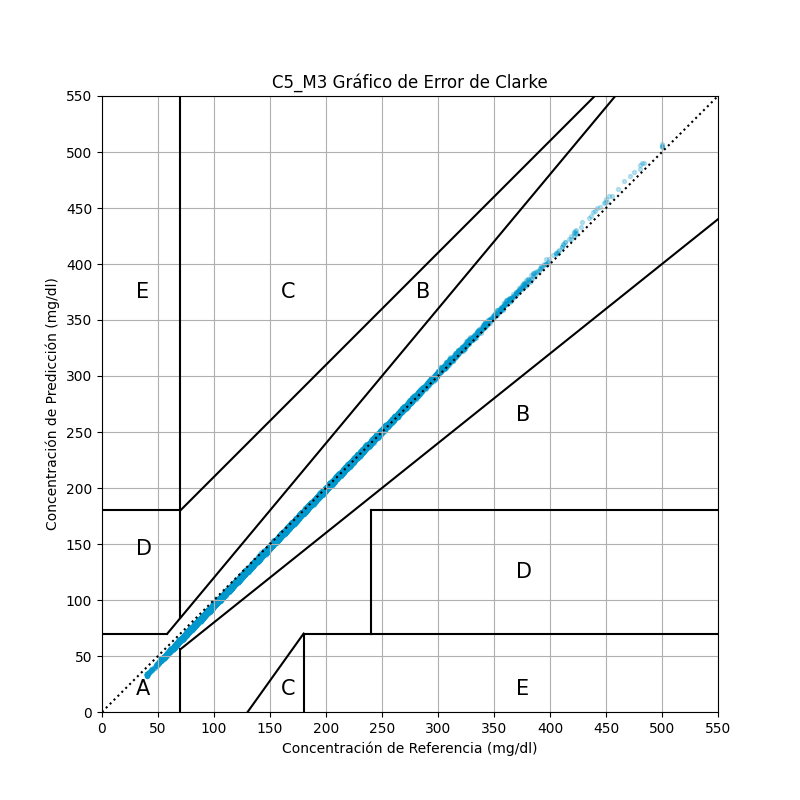 C5_M3 Gráfico de Error de Clarke
Concentración de Predicción (mg/dl)
550
500
450
400
350
300
250
200
150
100
50
0
E
C
B
B
D
D
A
C
E
0 50 100 150 200 250 300 350 400 450 500 550
Concentración de Referencia (mg/dl)